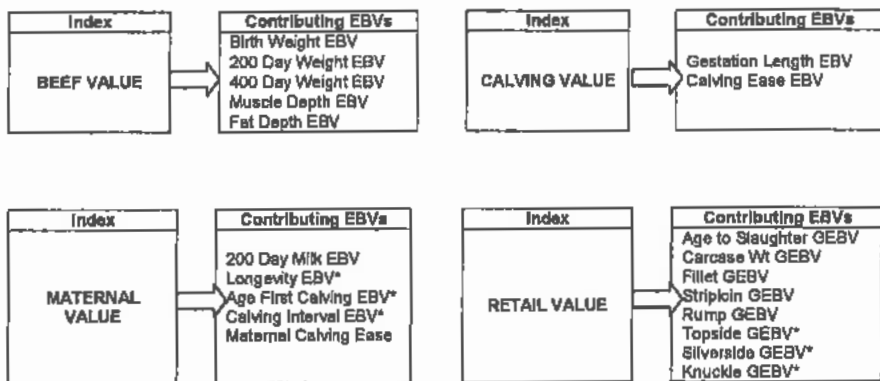 Index
Contributing EBVs
BEEF VALUE
Birth Weight EBV
200 Day Weight EBV
400 Day Weight EBV
Muscle Depth EBV
Fat Depth EBV
Index
Contributing EBVs
CALVING VALUE
Gestation Length EBV
Calving Ease EBV
Index
Contributing EBVs
MATERNAL
VALUE
200 Day Milk EBV
Longevity EBV*
Age First Calving EBV*
Calving Interval EBV*
Maternal Calving Ease
Index
Contributing EBVs
RETAIL VALUE
Age to Slaughter GEBV
Carcase Wt GEBV
Fillet GEBV
Striploin GEBV
Rump GEBV
Topside GEBV*
Silverside GEBV*
Knuckle GEBV*